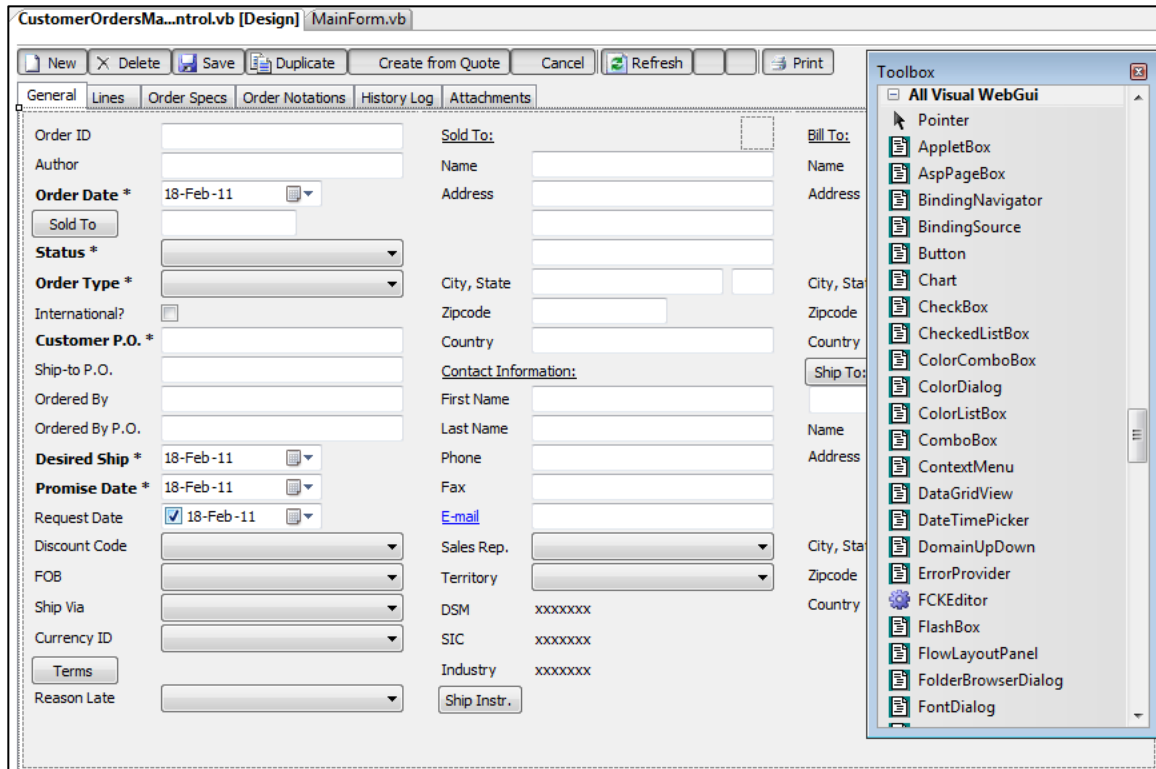 CustomerOrdersMa...ntrol.vb [Design] MainForm.vb
New Delete Save Duplicate Create from Quote Cancel Refresh Print
General Lines Order Specs Order Notations History Log Attachments
Order ID
Author
Order Date * 18-Feb-11
Sold To
Status *
Order Type *
International?
Customer P.O. *
Ship-to P.O.
Ordered By
Ordered By P.O.
Desired Ship * 18-Feb-11
Promise Date * 18-Feb-11
Request Date 18-Feb-11
Discount Code
FOB
Ship Via
Currency ID
Terms
Reason Late
Sold To:
Name
Address
City, State
Zipcode
Country
Contact Information:
First Name
Last Name
Phone
Fax
E-mail
Sales Rep.
Territory
DSM xxxxxxx
SIC xxxxxxx
Industry xxxxxxx
Ship Instr.
Bill To:
Name
Address
City, Sta
Zipcode
Country
Ship To:
Name
Address
City, Sta
Zipcode
Country
Toolbox
All Visual WebGui
Pointer
AppletBox
AspPageBox
BindingNavigator
BindingSource
Button
Chart
CheckBox
CheckedListBox
ColorComboBox
ColorDialog
ColorListBox
ComboBox
ContextMenu
DataGridView
DateTimePicker
DomainUpDown
ErrorProvider
FCKEditor
FlashBox
FlowLayoutPanel
FolderBrowserDialog
FontDialog